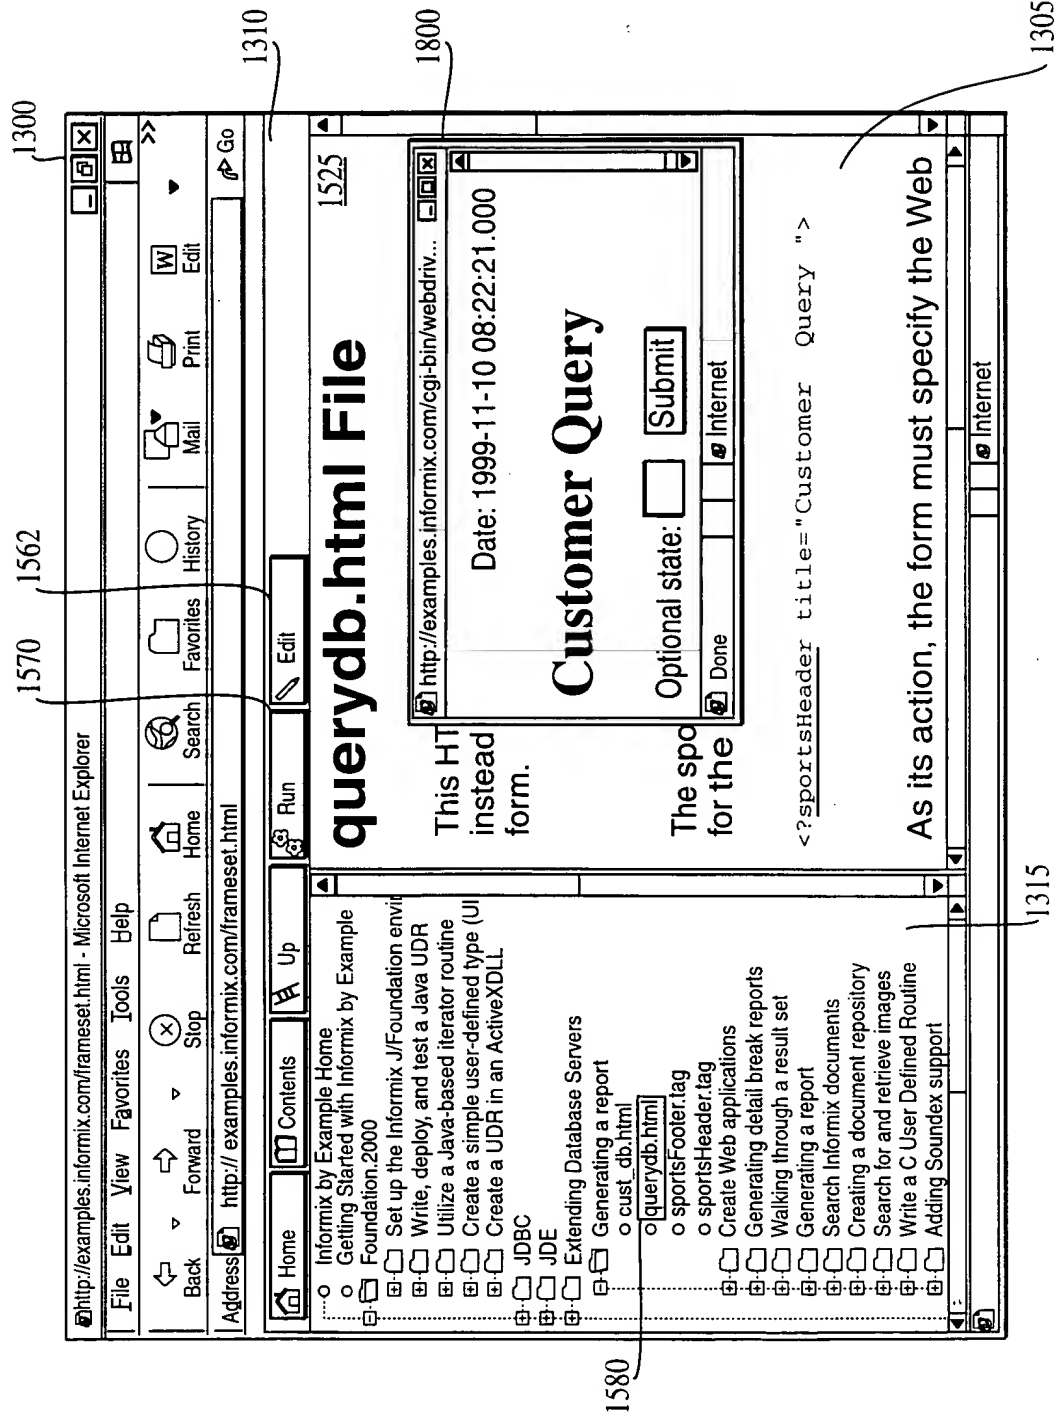 1300
http://examples.informix.com/frameset.html - Microsoft Internet Explorer
File Edit View Favorites Tools Help
Back Forward Stop Refresh Home Search Favorites History Mail Print Edit
W
>>
Address http:// examples.informix.com/frameset.html Go
1570
1562
1310
Home Contents Up Run Edit
Informix by Example Home
Getting Started with Informix by Example
Foundation.2000
Set up the Informix J/Foundation envir
Write, deploy, and test a Java UDR
Utilize a Java-based iterator routine
Create a simple user-defined type (UI
Create a UDR in an ActiveXDLL
JDBC
JDE
Extending Database Servers
Generating a report
cust_db.html
querydb.html
sportsFooter.tag
sportsHeader.tag
Create Web applications
Generating detail break reports
Walking through a result set
Generating a report
Search Informix documents
Creating a document repository
Search for and retrieve images
Write a C User Defined Routine
Adding Soundex support
1580
1315
querydb.html File
1525
This HT
instead
form.
The spo
for the
1800
http://examples.informix.com/cgi-bin/webdriv...
Date: 1999-11-10 08:22:21.000
Customer Query
Optional state: Submit
Done Internet
<?sportsHeader title="Customer Query ">
As its action, the form must specify the Web
Internet
1305